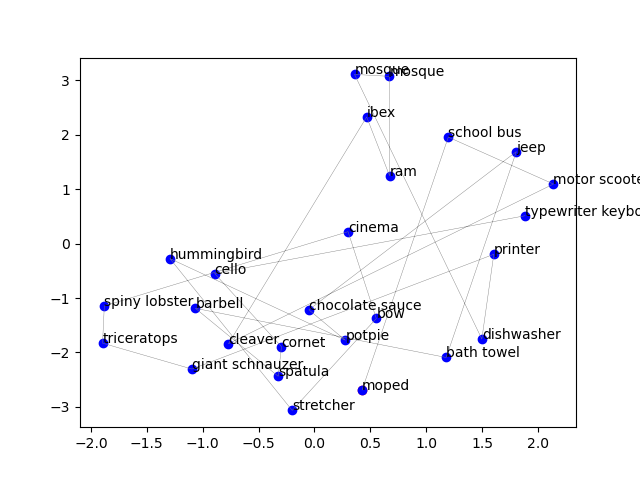 3
mosque
mosque
ibex
2
school bus
jeep
ram
motor scoote
1
typewriter keybo
cinema
0
printer
hummingbird
cello
−1
spiny lobster
barbell
chocolate sauce
bow
triceratops
cleaver
cornet
potpie
dishwasher
−2
bath towel
giant schnauzer
spatula
moped
−3
stretcher
−2.0 −1.5 −1.0 −0.5 0.0 0.5 1.0 1.5 2.0